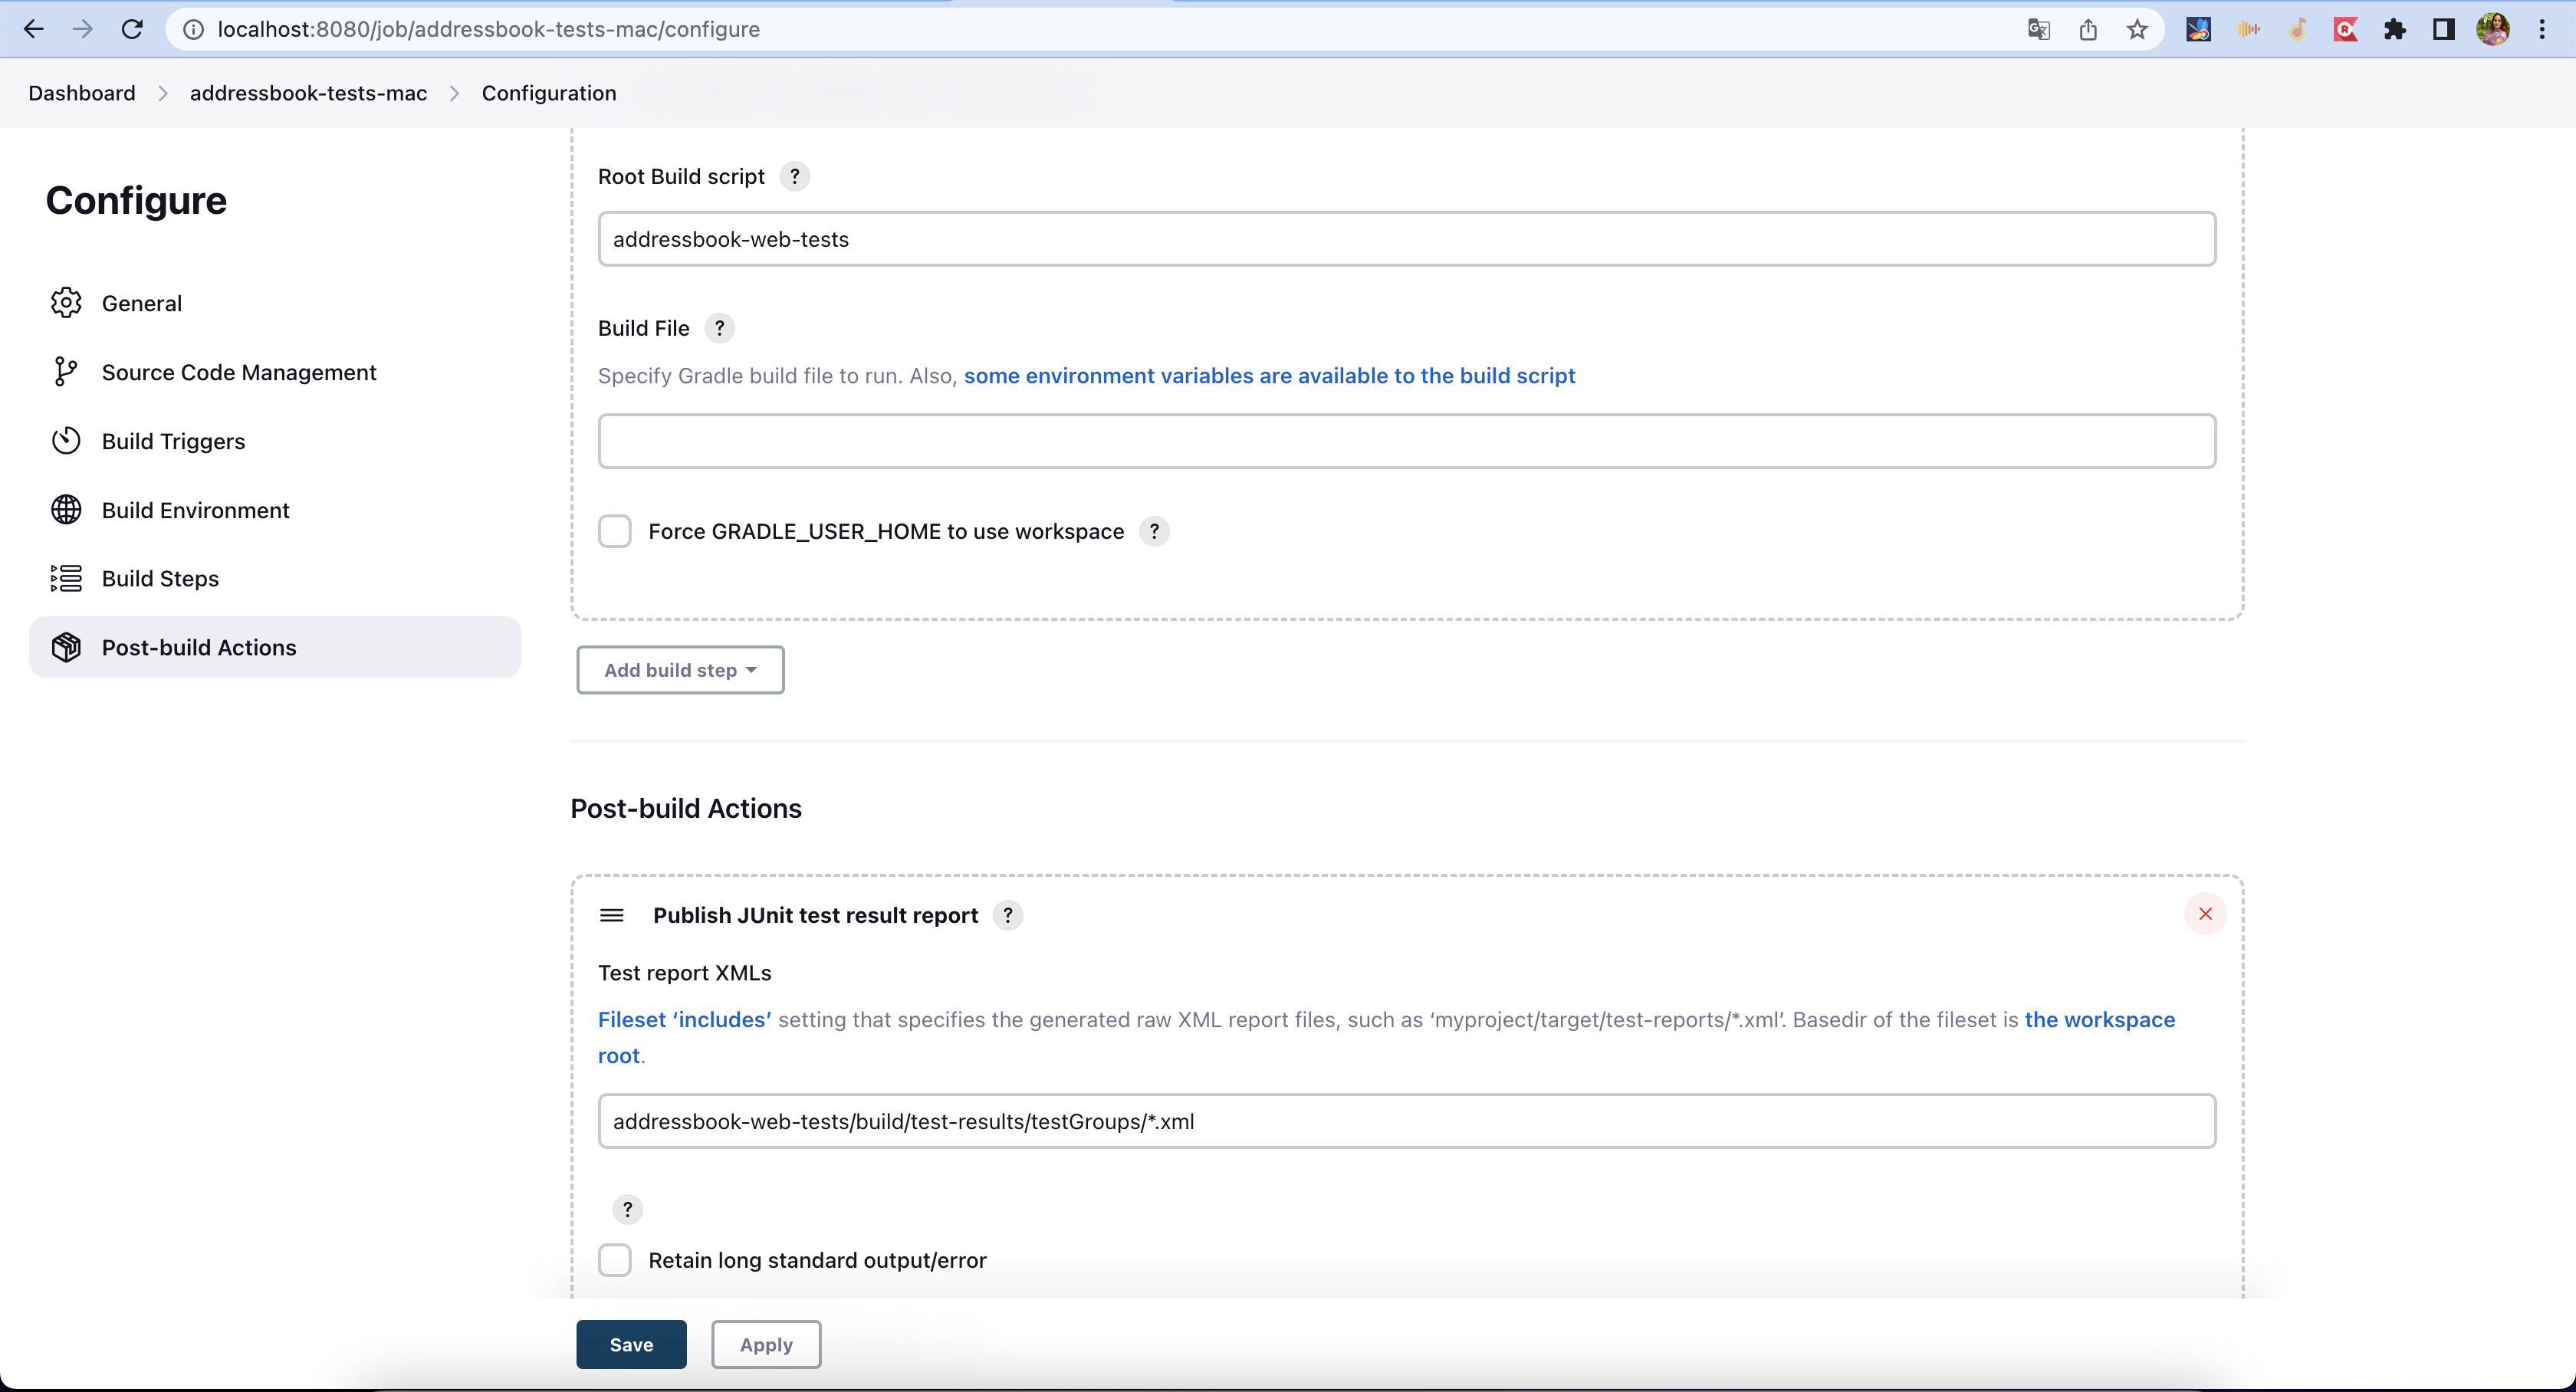 localhost:8080/job/addressbook-tests-mac/configure
Dashboard > addressbook-tests-mac > Configuration
Configure
General
Source Code Management
Build Triggers
Build Environment
Build Steps
Post-build Actions
Root Build script ?
addressbook-web-tests
Build File ?
Specify Gradle build file to run. Also, some environment variables are available to the build script
Force GRADLE_USER_HOME to use workspace ?
Add build step
Post-build Actions
Publish JUnit test result report ?
Test report XMLs
Fileset ‘includes’ setting that specifies the generated raw XML report files, such as ‘myproject/target/test-reports/*.xml’. Basedir of the fileset is the workspace
root.
addressbook-web-tests/build/test-results/testGroups/*.xml
?
Retain long standard output/error
Save Apply